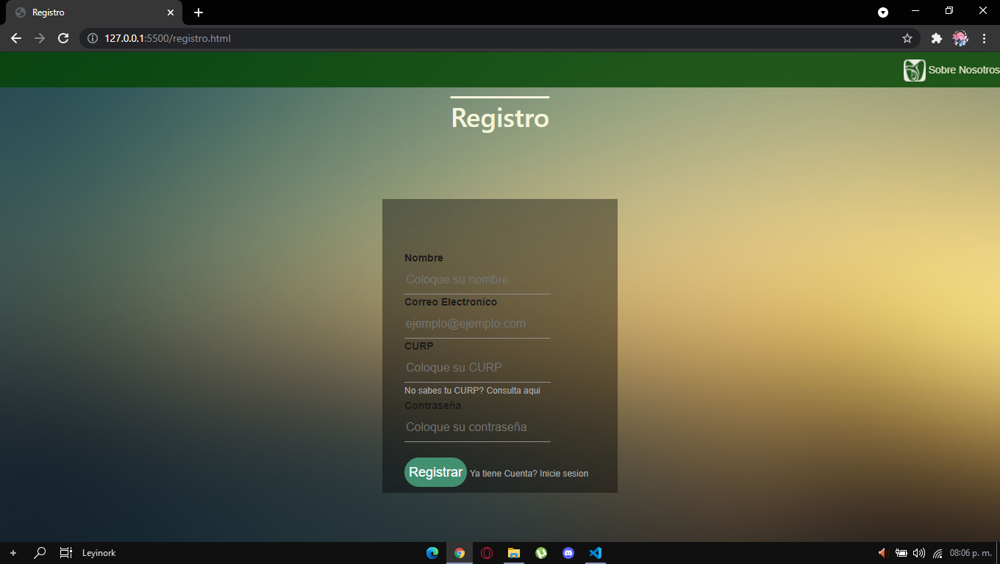 Registro
127.0.0.1:5500/registro.html
Sobre Nosotros
Registro
Nombre
Coloque su nombre
Correo Electronico
ejemplo@ejemplo.com
CURP
Coloque su CURP
No sabes tu CURP? Consulta aqui
Contraseña
Coloque su contraseña
Registrar Ya tiene Cuenta? Inicie sesion
Leyinork
08:06 p. m.